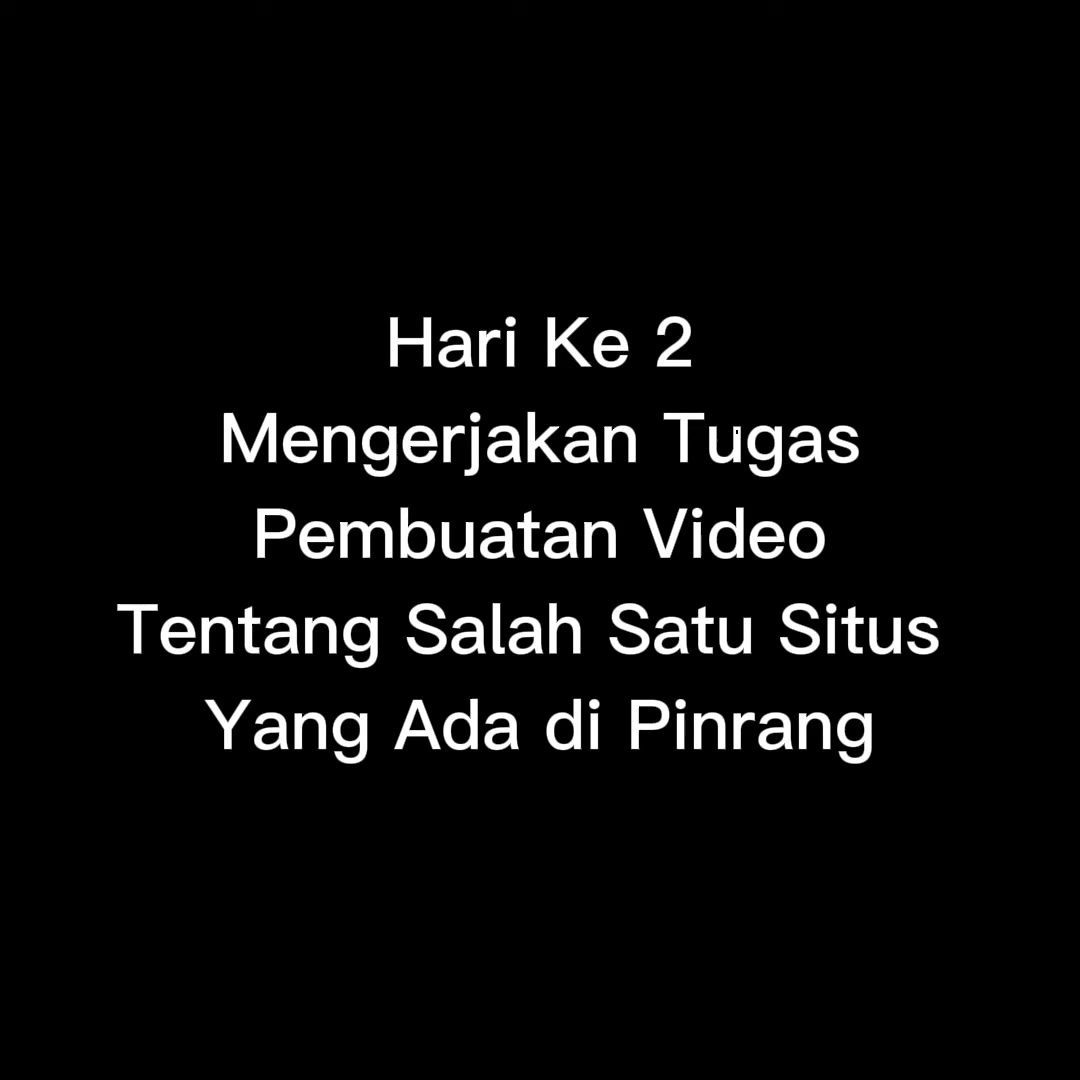 Hari Ke 2
Mengerjakan Tugas
Pembuatan Video
Tentang Salah Satu Situs
Yang Ada di Pinrang